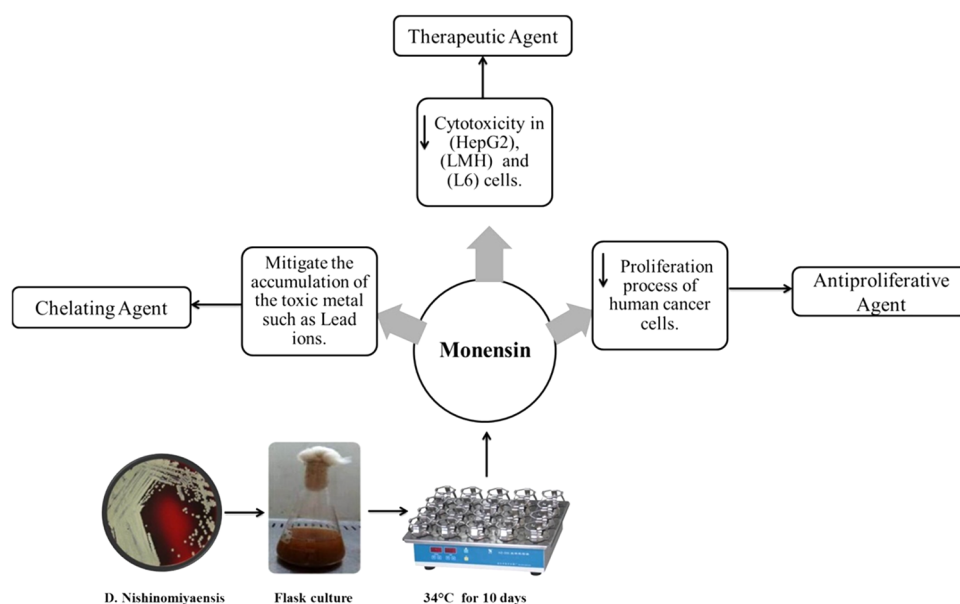 Therapeutic Agent
Cytotoxicity in
(HepG2),
(LMH) and
(L6) cells.
Mitigate the
accumulation of
the toxic metal
such as Lead
ions.
Chelating Agent
Proliferation
process of
human cancer
cells.
Antiproliferative
Agent
Monensin
D. Nishinomiyaensis
Flask culture
34°C for 10 days